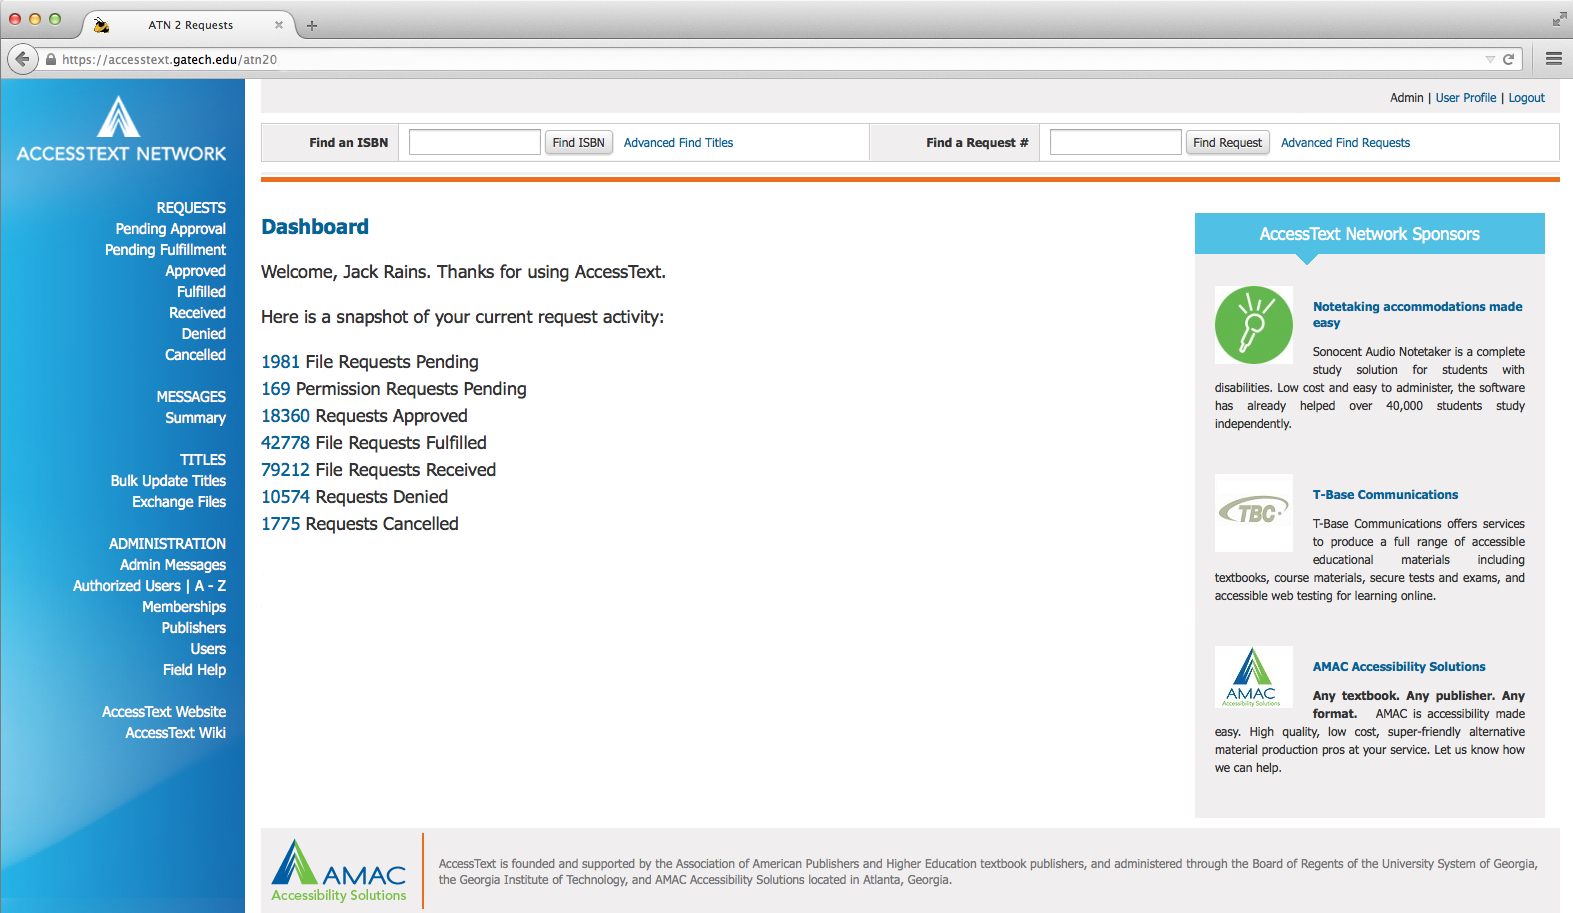 ATN 2 Requests
https://accesstext.gatech.edu/atn20
ACCESSTEXT NETWORK
REQUESTS
Pending Approval
Pending Fulfillment
Approved
Fulfilled
Received
Denied
Cancelled
MESSAGES
Summary
TITLES
Bulk Update Titles
Exchange Files
ADMINISTRATION
Admin Messages
Authorized Users | A - Z
Memberships
Publishers
Users
Field Help
AccessText Website
AccessText Wiki
Admin | User Profile | Logout
Find an ISBN Find ISBN Advanced Find Titles Find a Request # Find Request Advanced Find Requests
Dashboard
Welcome, Jack Rains. Thanks for using AccessText.
Here is a snapshot of your current request activity:
1981 File Requests Pending
169 Permission Requests Pending
18360 Requests Approved
42778 File Requests Fulfilled
79212 File Requests Received
10574 Requests Denied
1775 Requests Cancelled
AccessText Network Sponsors
Notetaking accommodations made
easy
Sonocent Audio Notetaker is a complete
study solution for students with
disabilities. Low cost and easy to administer, the software
has already helped over 40,000 students study
independently.
TBC
T-Base Communications
T-Base Communications offers services
to produce a full range of accessible
educational materials including
textbooks, course materials, secure tests and exams, and
accessible web testing for learning online.
AMAC
Accessibility Solutions
AMAC Accessibility Solutions
Any textbook. Any publisher. Any
format. AMAC is accessibility made
easy. High quality, low cost, super-friendly alternative
material production pros at your service. Let us know how
we can help.
AMAC
Accessibility Solutions
AccessText is founded and supported by the Association of American Publishers and Higher Education textbook publishers, and administered through the Board of Regents of the University System of Georgia,
the Georgia Institute of Technology, and AMAC Accessibility Solutions located in Atlanta, Georgia.